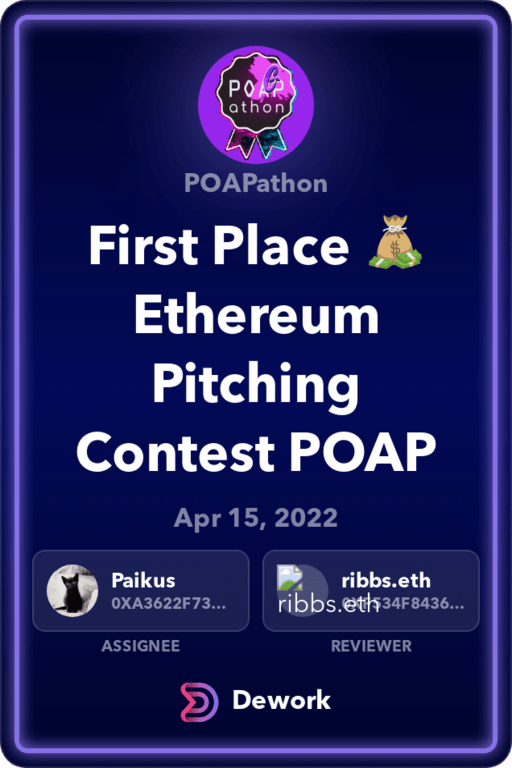 POAP
athon
POAPathon
First Place 💰
Ethereum
Pitching
Contest POAP
Apr 15, 2022
Paikus
0XA3622F73...
ribbs.eth
ribbs.eth
ASSIGNEE
REVIEWER
Dework